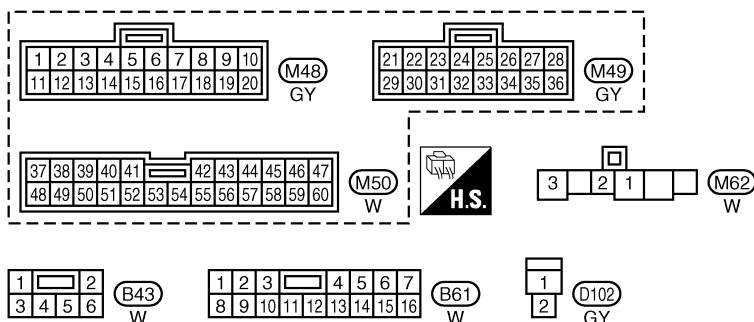 1 2 3 4 5 6 7 8 9 10
11 12 13 14 15 16 17 18 19 20
M48
GY
21 22 23 24 25 26 27 28
29 30 31 32 33 34 35 36
M49
GY
37 38 39 40 41 42 43 44 45 46 47
48 49 50 51 52 53 54 55 56 57 58 59 60
M50
W
H.S.
3 2 1
M62
W
1 2
3 4 5 6
B43
W
1 2 3 4 5 6 7
8 9 10 11 12 13 14 15 16
B61
W
1
2
D102
GY